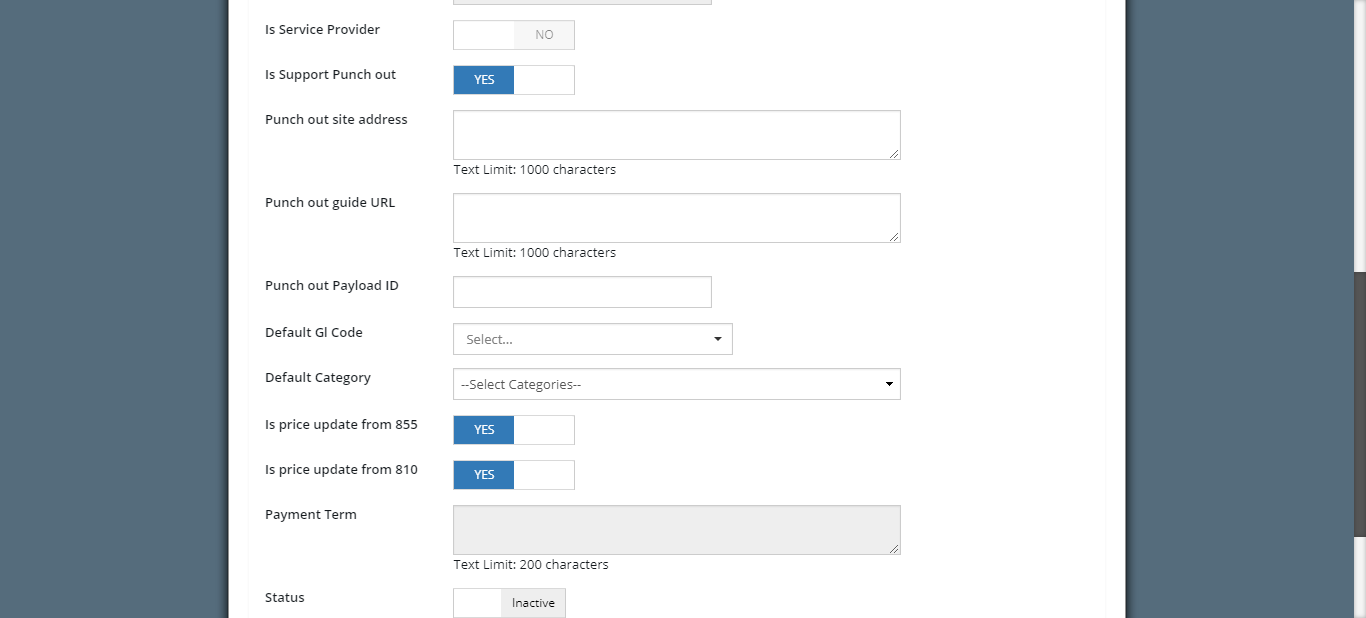 Is Service Provider
NO
Is Support Punch out
YES
Punch out site address
Text Limit: 1000 characters
Punch out guide URL
Text Limit: 1000 characters
Punch out Payload ID
Default Gl Code
Select...
Default Category
--Select Categories--
Is price update from 855
YES
Is price update from 810
YES
Payment Term
Text Limit: 200 characters
Status
Inactive